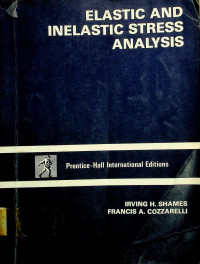 ELASTIC AND
INELASTIC STRESS
ANALYSIS
Prentice-Hall International Editions
IRVING H. SHAMES
FRANCIS A. COZZARELLI